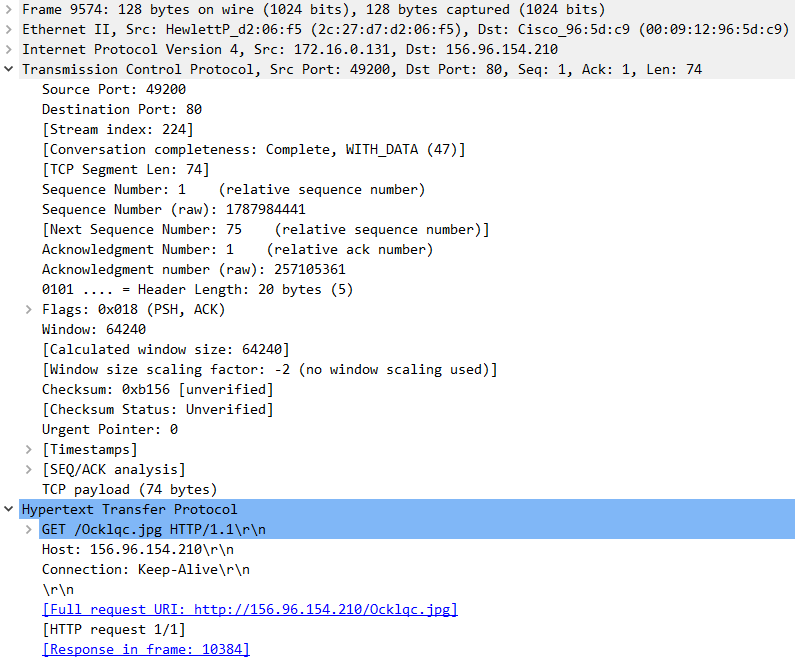 Frame 9574: 128 bytes on wire (1024 bits), 128 bytes captured (1024 bits)
Ethernet II, Src: HewlettP_d2:06:f5 (2c:27:d7:d2:06:f5), Dst: Cisco_96:5d:c9 (00:09:12:96:5d:c9)
Internet Protocol Version 4, Src: 172.16.0.131, Dst: 156.96.154.210
Transmission Control Protocol, Src Port: 49200, Dst Port: 80, Seq: 1, Ack: 1, Len: 74
Source Port: 49200
Destination Port: 80
[Stream index: 224]
[Conversation completeness: Complete, WITH_DATA (47)]
[TCP Segment Len: 74]
Sequence Number: 1    (relative sequence number)
Sequence Number (raw): 1787984441
[Next Sequence Number: 75    (relative sequence number)]
Acknowledgment Number: 1    (relative ack number)
Acknowledgment number (raw): 257105361
0101 .... = Header Length: 20 bytes (5)
Flags: 0x018 (PSH, ACK)
Window: 64240
[Calculated window size: 64240]
[Window size scaling factor: -2 (no window scaling used)]
Checksum: 0xb156 [unverified]
[Checksum Status: Unverified]
Urgent Pointer: 0
[Timestamps]
[SEQ/ACK analysis]
TCP payload (74 bytes)
Hypertext Transfer Protocol
GET /Ocklqc.jpg HTTP/1.1\r\n
Host: 156.96.154.210\r\n
Connection: Keep-Alive\r\n
\r\n
[Full request URI: http://156.96.154.210/Ocklqc.jpg]
[HTTP request 1/1]
[Response in frame: 10384]